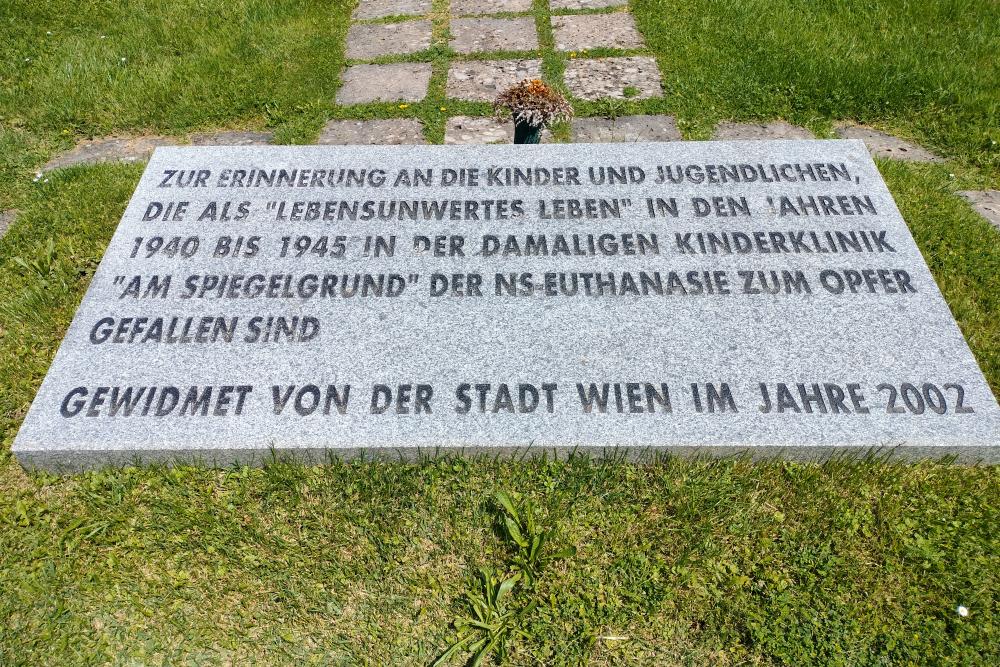 ZUR ERINNERUNG AN DIE KINDER UND JUGENDLICHEN,
DIE ALS "LEBENSUNWERTES LEBEN" IN DEN JAHREN
1940 BIS 1945 IN DER DAMALIGEN KINDERKLINIK
"AM SPIEGELGRUND" DER NS-EUTHANASIE ZUM OPFER
GEFALLEN SIND
GEWIDMET VON DER STADT WIEN IM JAHRE 2002